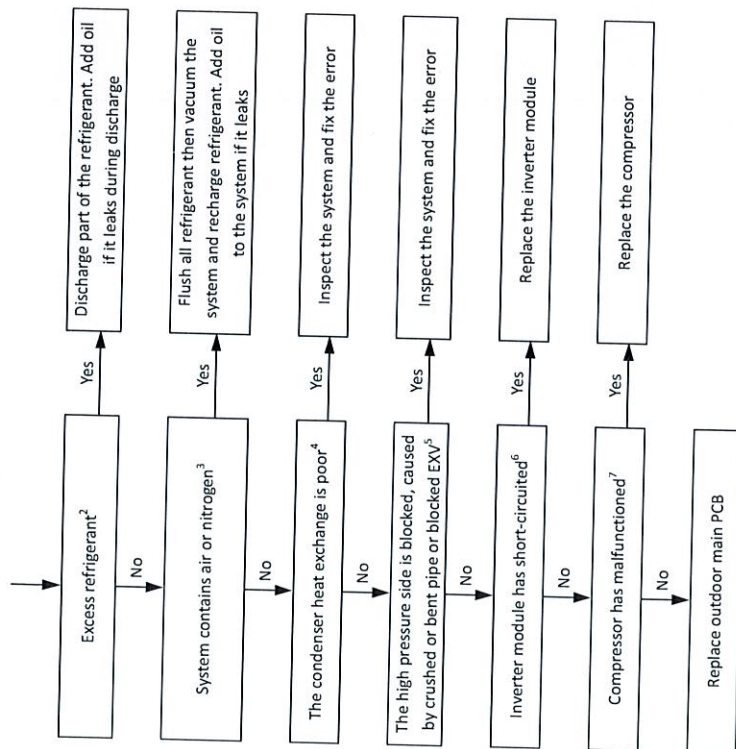 Excess refrigerant²
Yes
Discharge part of the refrigerant. Add oil
if it leaks during discharge
No
System contains air or nitrogen³
Yes
Flush all refrigerant then vacuum the
system and recharge refrigerant. Add oil
to the system if it leaks
No
The condenser heat exchange is poor⁴
Yes
Inspect the system and fix the error
No
The high pressure side is blocked, caused
by crushed or bent pipe or blocked EXV⁵
Yes
Inspect the system and fix the error
No
Inverter module has short-circuited⁶
Yes
Replace the inverter module
No
Compressor has malfunctioned⁷
Yes
Replace the compressor
No
Replace outdoor main PCB